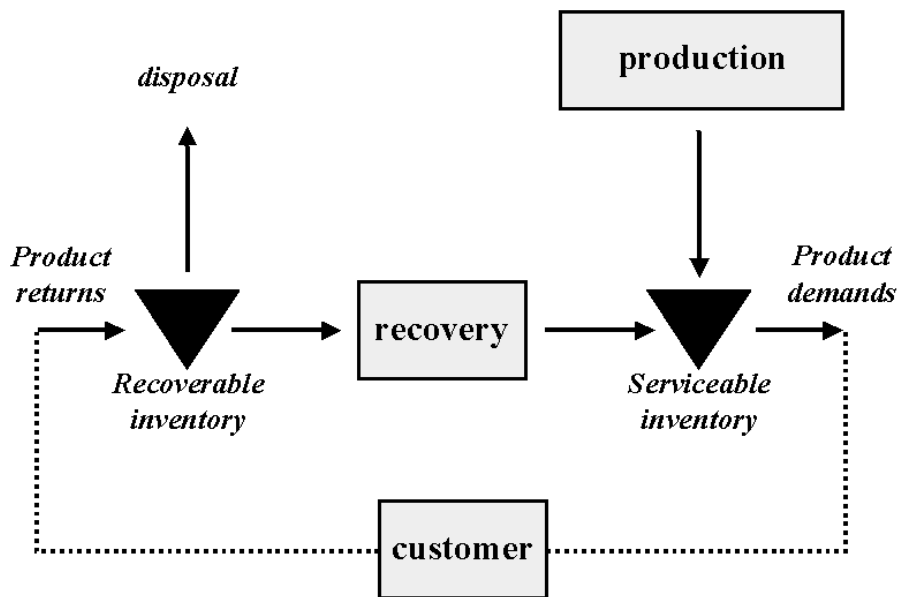 production
disposal
Product
returns
Product
demands
recovery
Recoverable
inventory
Serviceable
inventory
customer